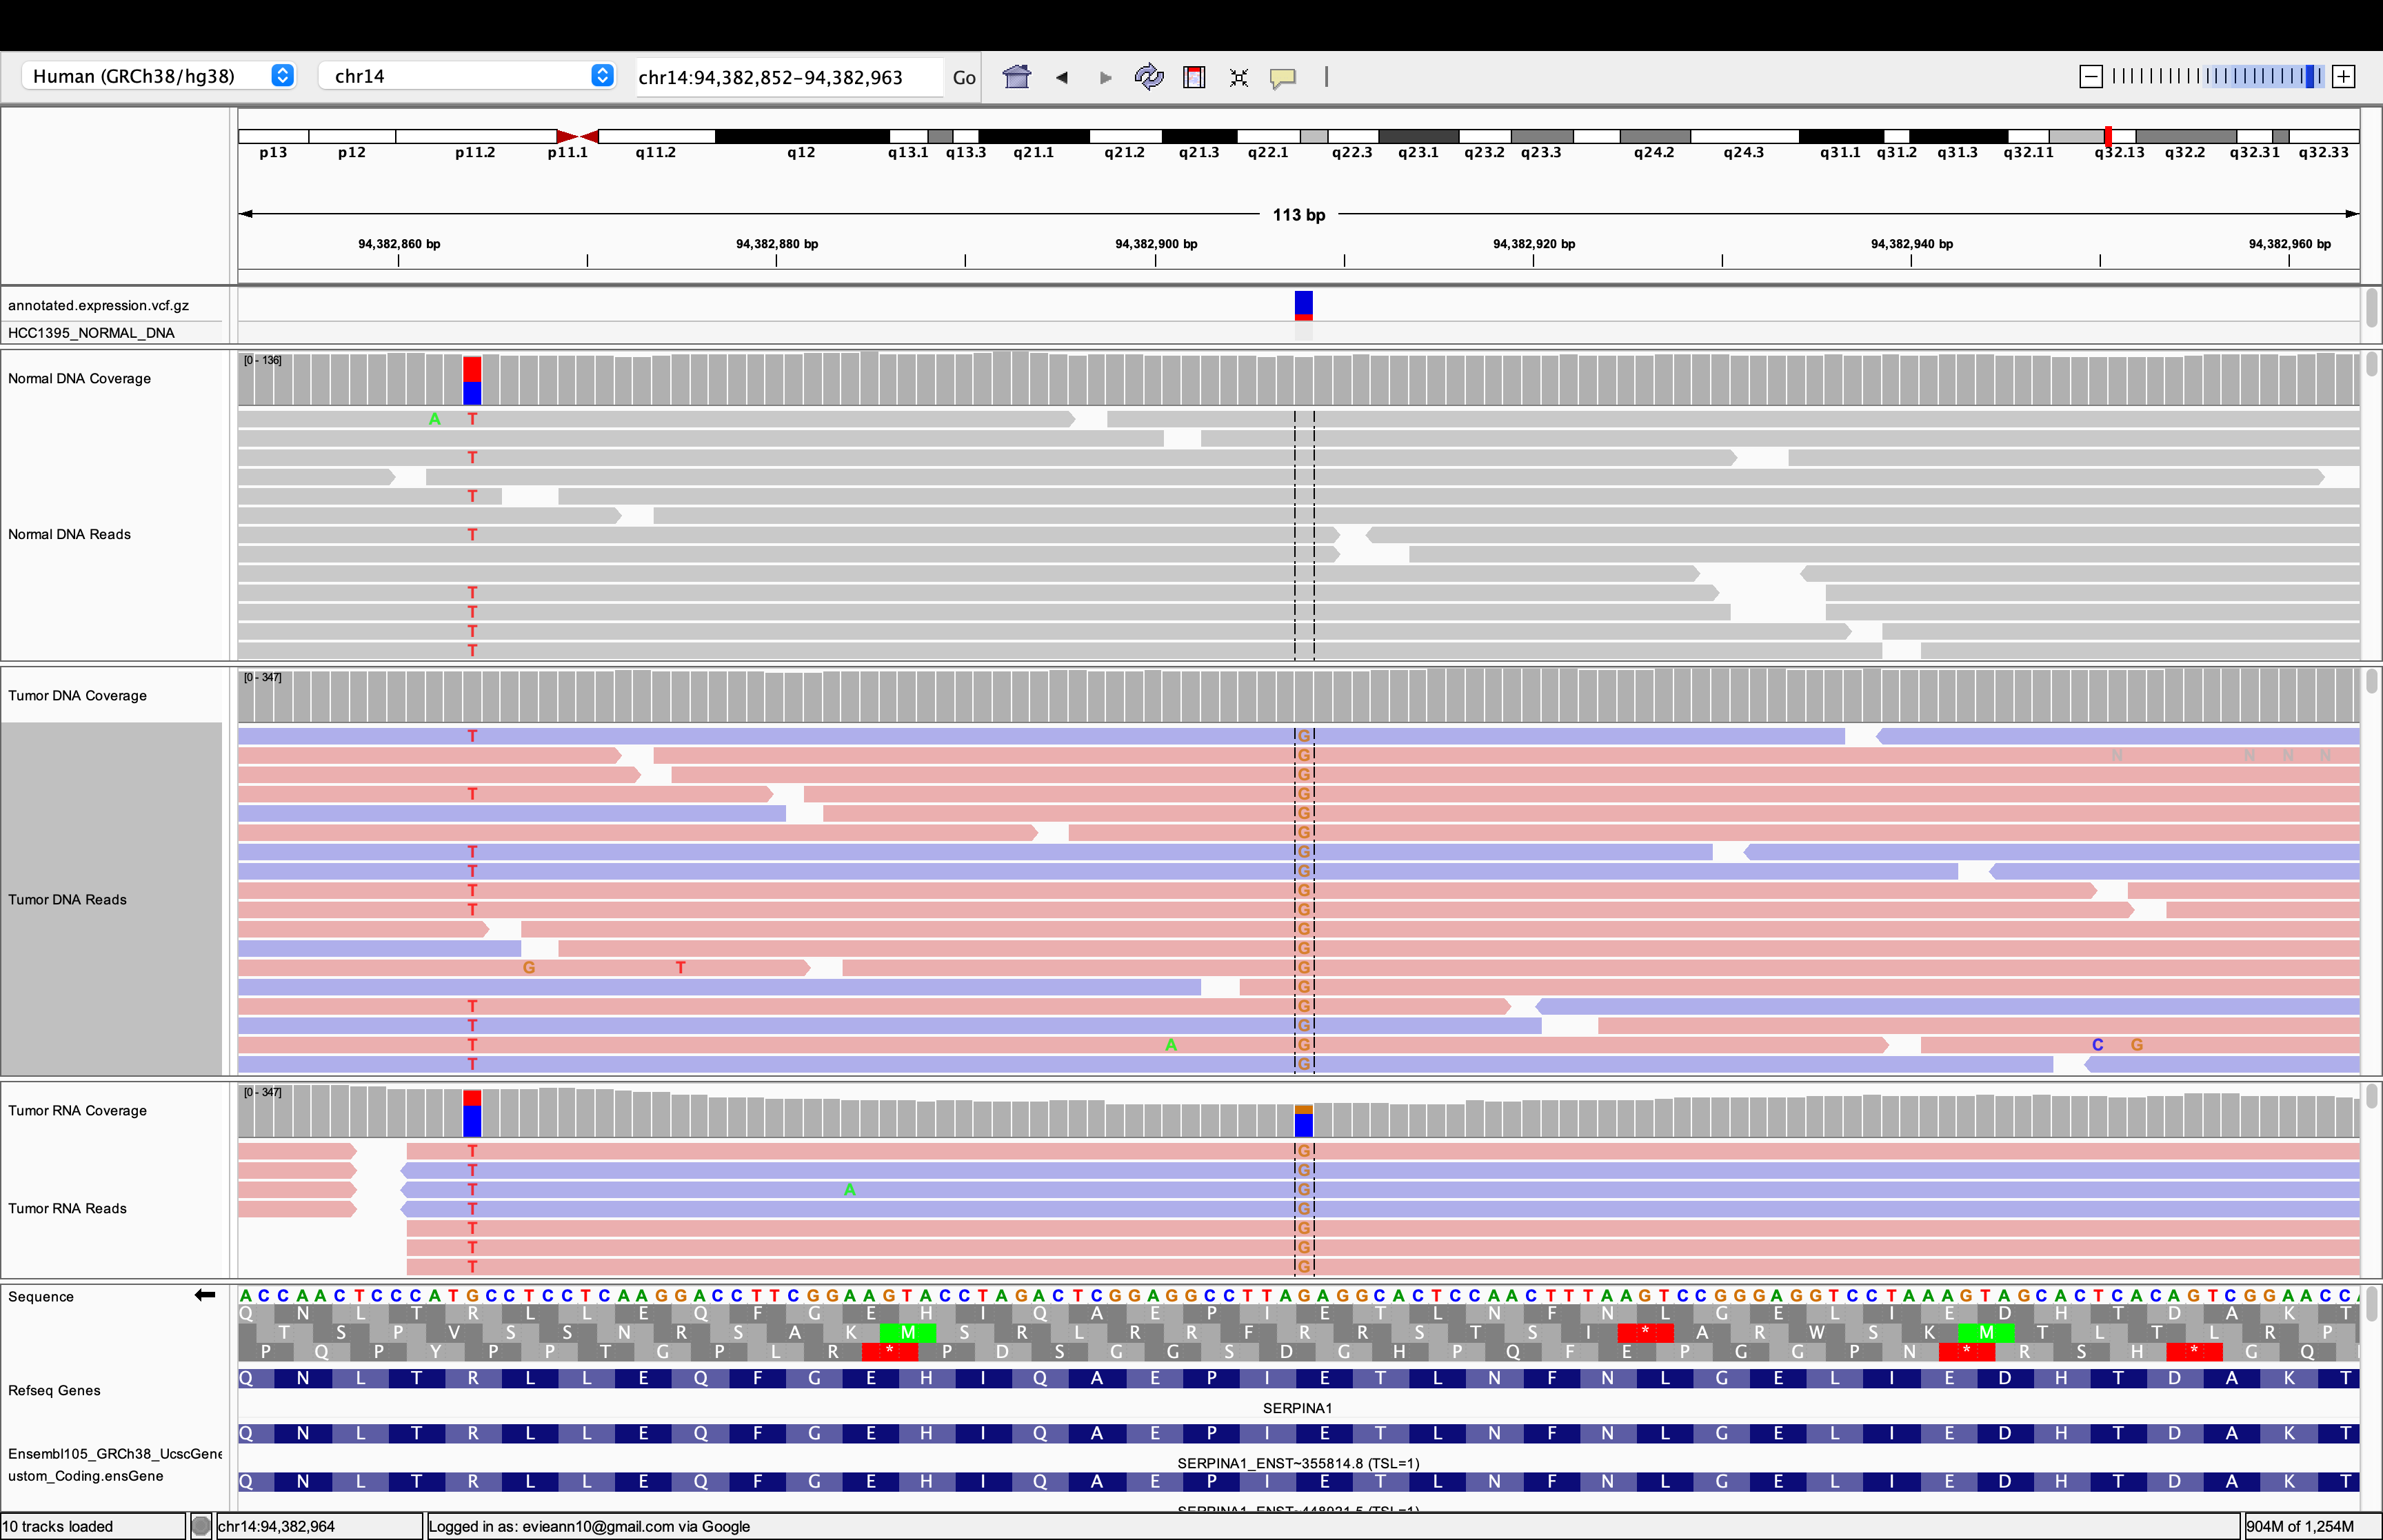 Human (GRCh38/hg38) chr14 chr14:94,382,852-94,382,963 Go
p13 p12 p11.2 p11.1 q11.2 q12 q13.1 q13.3 q21.1 q21.2 q21.3 q22.1 q22.3 q23.1 q23.2 q23.3 q24.2 q24.3 q31.1 q31.2 q31.3 q32.11 q32.13 q32.2 q32.31 q32.33
113 bp
94,382,860 bp 94,382,880 bp 94,382,900 bp 94,382,920 bp 94,382,940 bp 94,382,960 bp
annotated.expression.vcf.gz
HCC1395_NORMAL_DNA
[0 - 136]
Normal DNA Coverage
A T
T
T
Normal DNA Reads T
T
T
T
T
[0 - 347]
Tumor DNA Coverage
T G
G N N N N
G
T G
G
G
T G
T G
T G
Tumor DNA Reads T G
G
G
G T G
G
T G
T G
T A G C G
T G
[0 - 347]
Tumor RNA Coverage
T G
T G
T A G
Tumor RNA Reads T G
T G
T G
T G
Sequence A C C A A C T C C C A T G C C T C C T C A A G G A C C T T C G G A A G T A C C T A G A C T C G G A G G C C T T A G A G G C A C T C C A A C T T T A A G T C C G G G A G G T C C T A A A G T A G C A C T C A C A G T C G G A A C C A
Q N L T R L L E Q F G E H I Q A E P I E T L N F N L G E L I E D H T D A K T
T S P V S S N R S A K M S R L R R F R R S T S I * A R W S K M T L T L R P
P Q P Y P P T G P L R * P D S G G S D G H P Q F E P G G P N * R S H * G Q
Refseq Genes
Q N L T R L L E Q F G E H I Q A E P I E T L N F N L G E L I E D H T D A K T
SERPINA1
Q N L T R L L E Q F G E H I Q A E P I E T L N F N L G E L I E D H T D A K T
Ensembl105_GRCh38_UcscGene
SERPINA1_ENST~355814.8 (TSL=1)
ustom_Coding.ensGene
Q N L T R L L E Q F G E H I Q A E P I E T L N F N L G E L I E D H T D A K T
10 tracks loaded chr14:94,382,964 Logged in as: evieann10@gmail.com via Google 904M of 1,254M